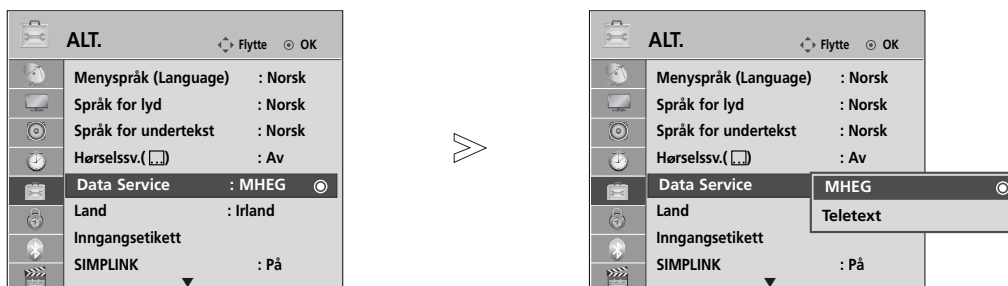 ALT. Flytte OK
Menyspråk (Language) : Norsk
Språk for lyd : Norsk
Språk for undertekst : Norsk
Hørselssv.( ) : Av
Data Service : MHEG
Land : Irland
Inngangsetikett
SIMPLINK : På
ALT. Flytte OK
Menyspråk (Language) : Norsk
Språk for lyd : Norsk
Språk for undertekst : Norsk
Hørselssv.( ) : Av
Data Service
MHEG
Land
Teletext
Inngangsetikett
SIMPLINK : På